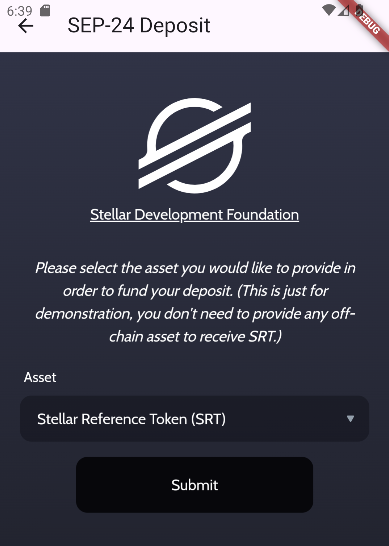 6:39
SEP-24 Deposit
Stellar Development Foundation
Please select the asset you would like to provide in
order to fund your deposit. (This is just for
demonstration, you don't need to provide any off-
chain asset to receive SRT.)
Asset
Stellar Reference Token (SRT)
Submit